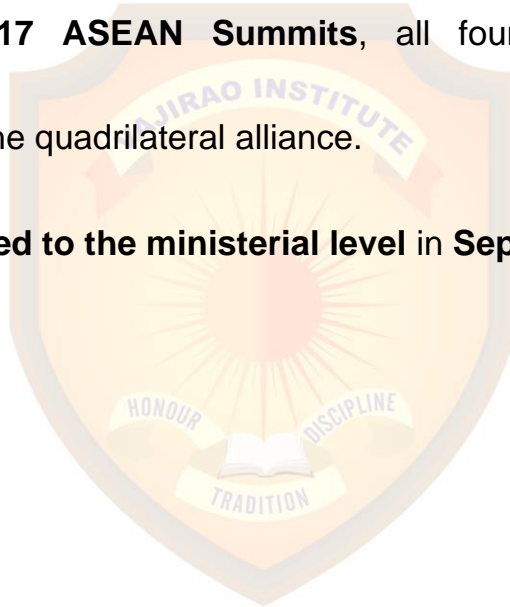 17 ASEAN Summits, all four
ne quadrilateral alliance.
ed to the ministerial level in Sep
AJIRAO INSTITUTE
HONOUR
DISCIPLINE
TRADITION